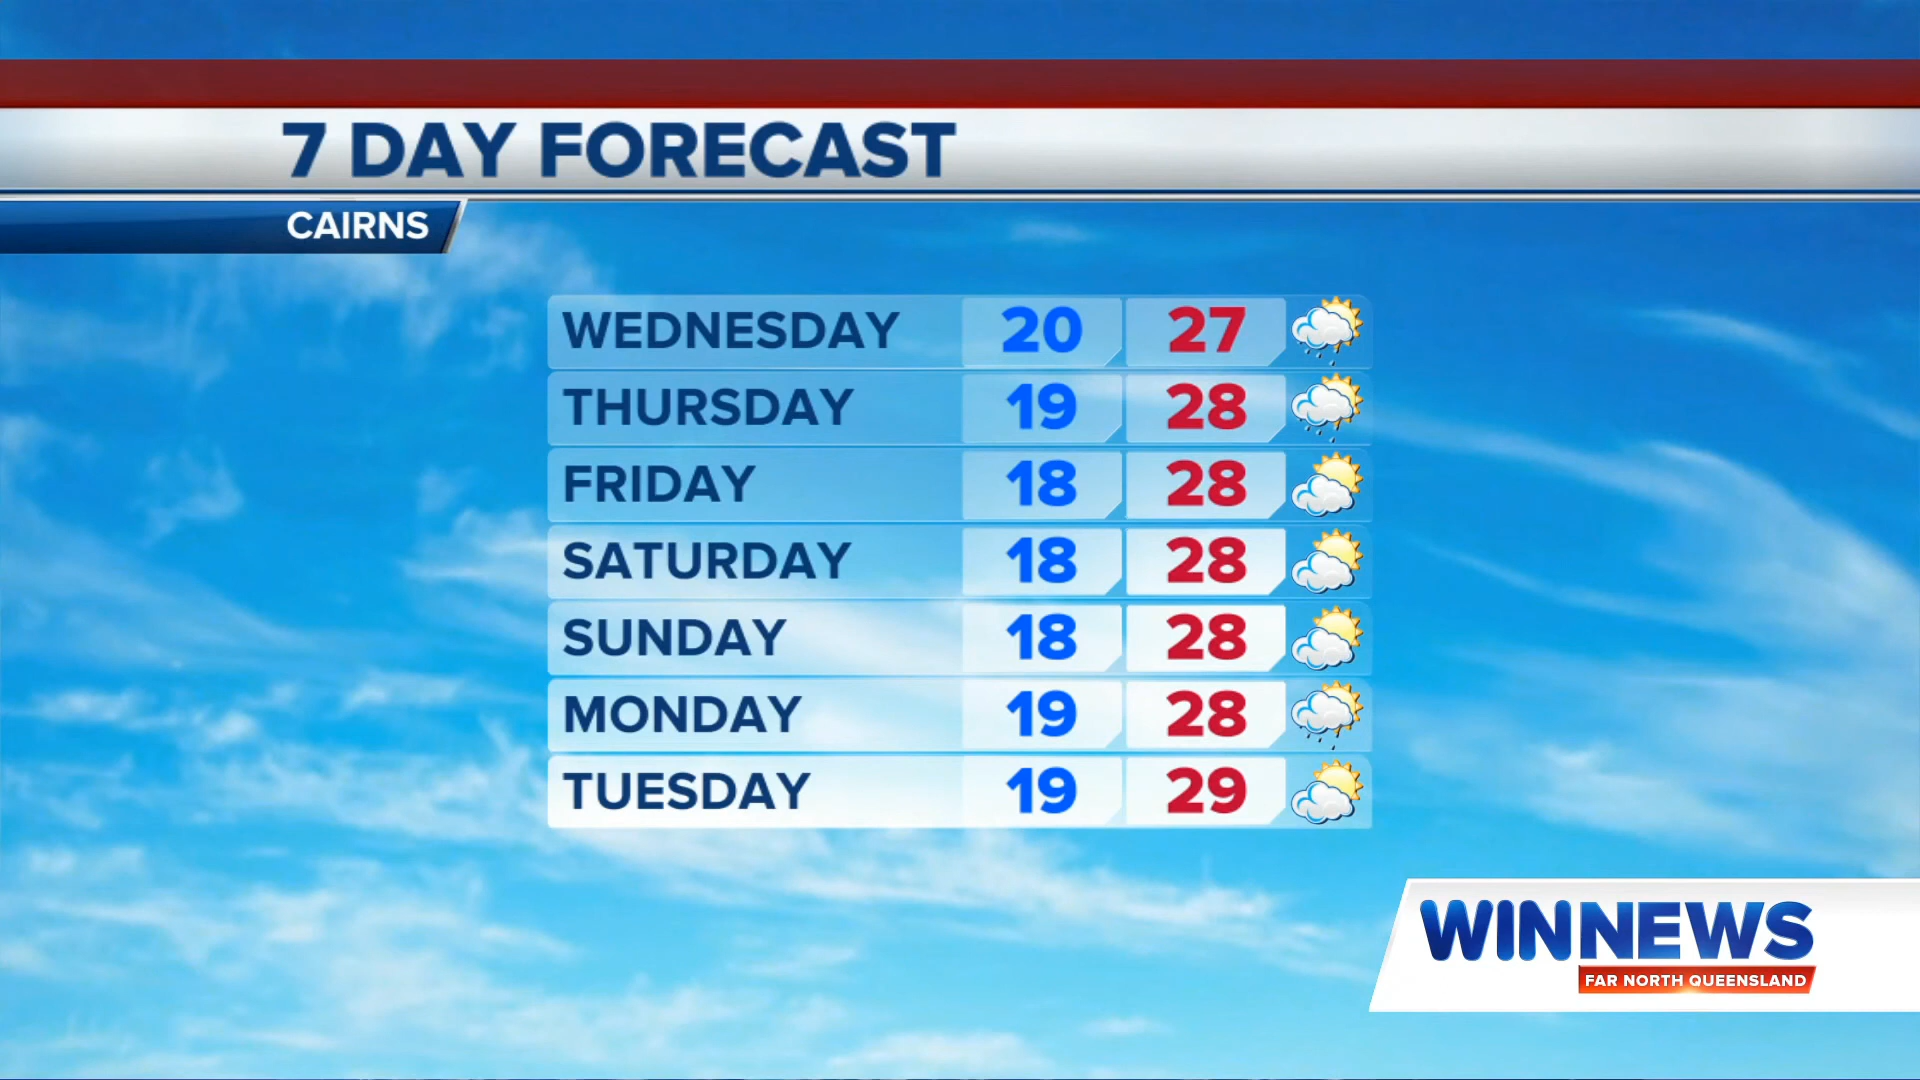 7 DAY FORECAST
CAIRNS
WEDNESDAY 20 27
THURSDAY 19 28
FRIDAY 18 28
SATURDAY 18 28
SUNDAY 18 28
MONDAY 19 28
TUESDAY 19 29
WINNEWS
FAR NORTH QUEENSLAND